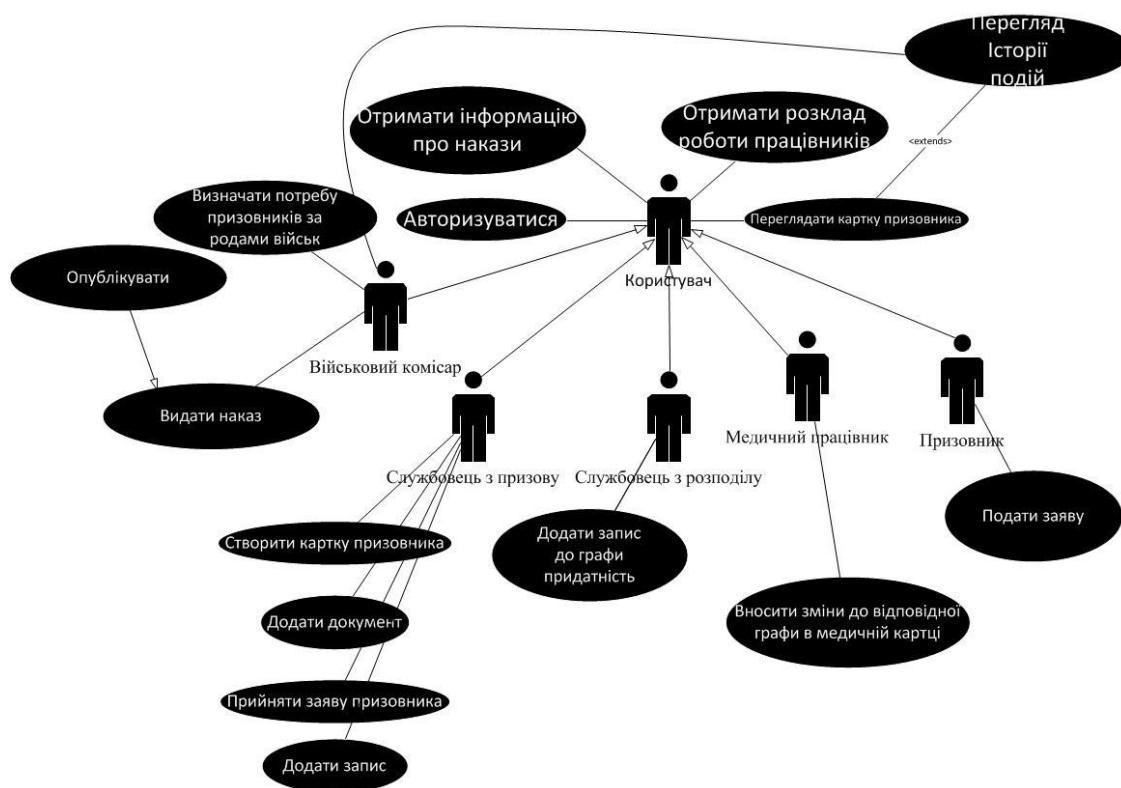 Перегляд
Історії
подій
Отримати інформацію
про накази
Отримати розклад
роботи працівників
<extends>
Визначати потребу
призовників за
родами військ
Авторизуватися
Переглядати картку призовника
Опублікувати
Користувач
Військовий комісар
Видати наказ
Медичний працівник
Призовник
Службовець з призову
Службовець з розподілу
Подати заяву
Створити картку призовника
Додати запис
до графи
придатність
Додати документ
Вносити зміни до відповідної
графи в медичній картці
Прийняти заяву призовника
Додати запис